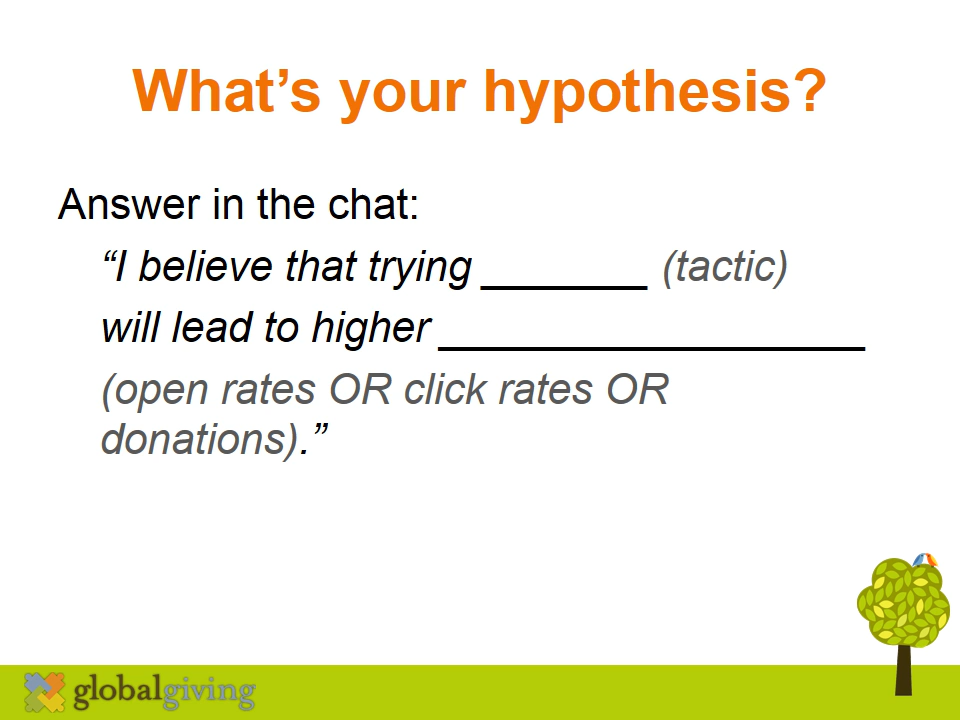 What’s your hypothesis?
Answer in the chat:
“I believe that trying _______ (tactic)
will lead to higher __________________
(open rates OR click rates OR
donations).”
globalgiving